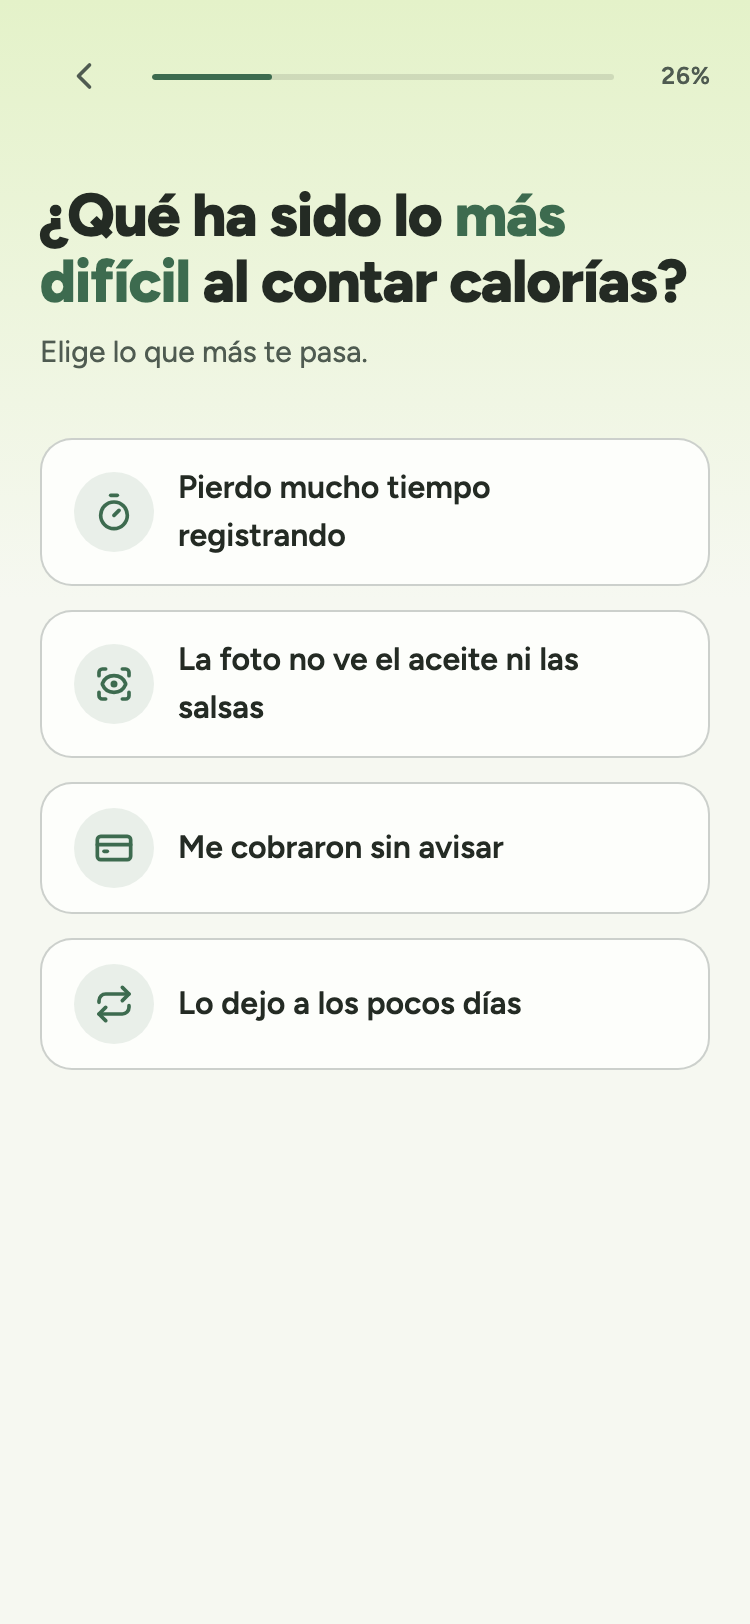 26%
¿Qué ha sido lo más
difícil al contar calorías?
Elige lo que más te pasa.
Pierdo mucho tiempo
registrando
La foto no ve el aceite ni las
salsas
Me cobraron sin avisar
Lo dejo a los pocos días